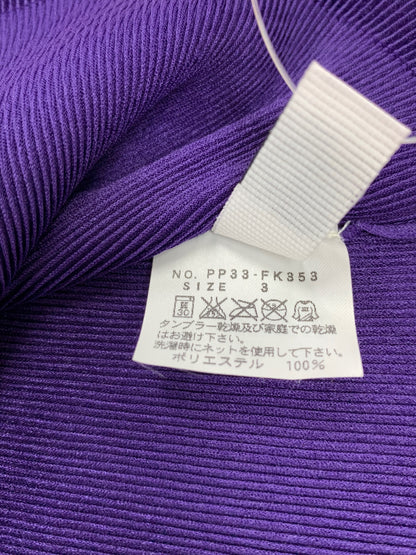 NO. PP33-FK353
SIZE 3
30
タンブラー乾燥及び家庭での乾燥
はお避け下さい。
洗濯時にネットを使用して下さい。
ポリエステル 100%